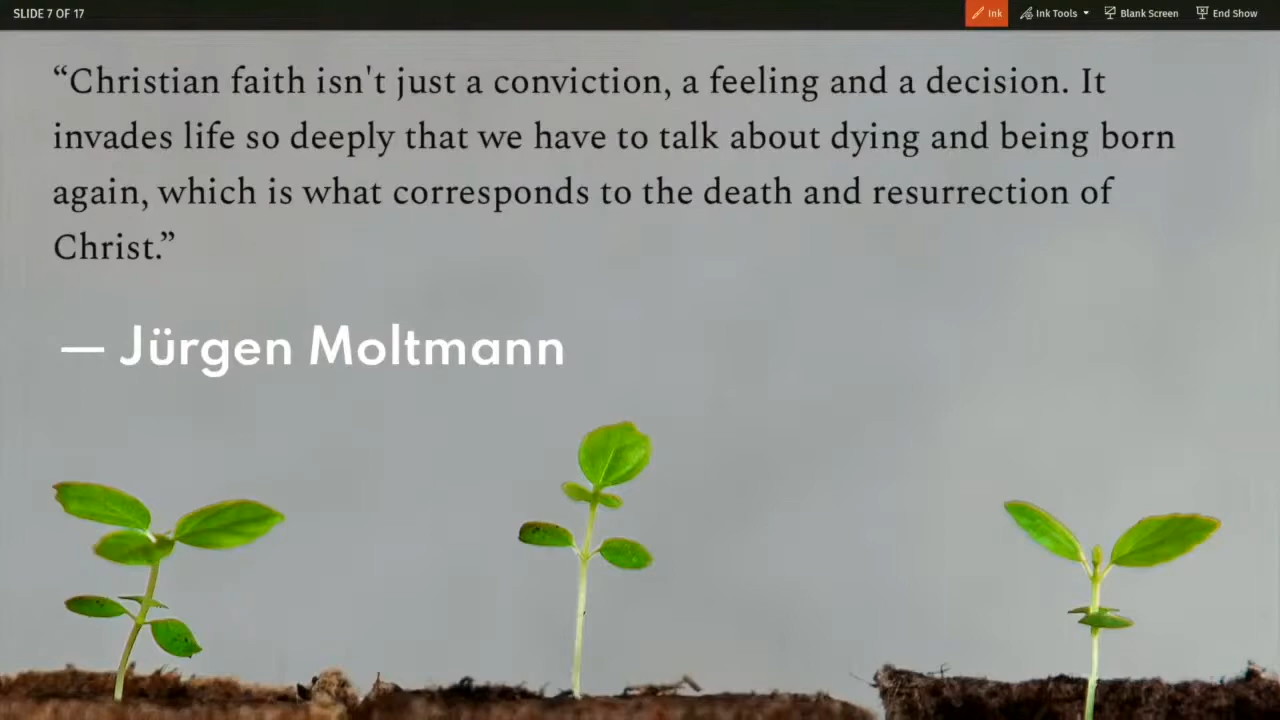 SLIDE 7 OF 17
Ink
Ink Tools
Blank Screen
End Show
“Christian faith isn't just a conviction, a feeling and a decision. It
invades life so deeply that we have to talk about dying and being born
again, which is what corresponds to the death and resurrection of
Christ.”
— Jürgen Moltmann